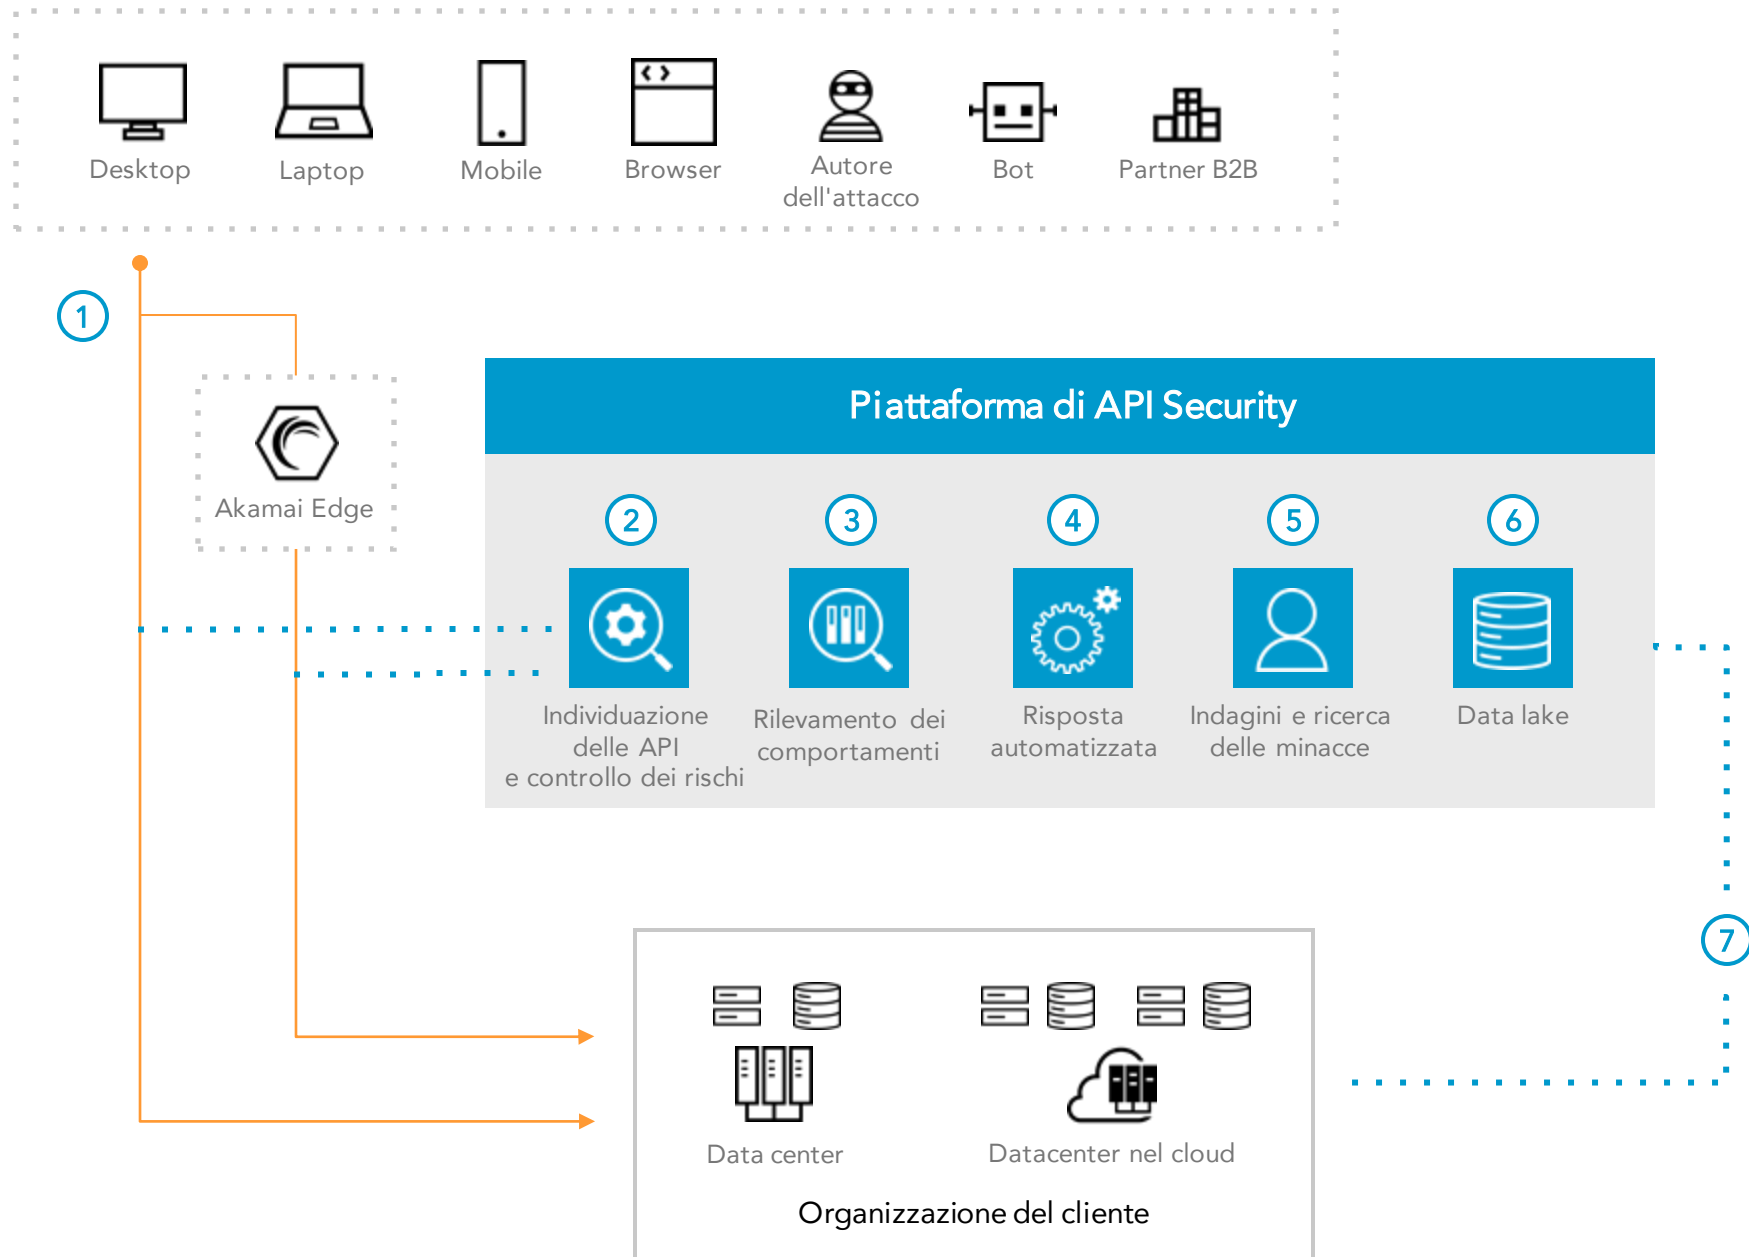 Desktop
Laptop
Mobile
Browser
Autore
dell'attacco
Bot
Partner B2B
1
Akamai Edge
Piattaforma di API Security
2
3
4
5
6
Individuazione
delle API
e controllo dei rischi
Rilevamento dei
comportamenti
Risposta
automatizzata
Indagini e ricerca
delle minacce
Data lake
7
Data center
Datacenter nel cloud
Organizzazione del cliente